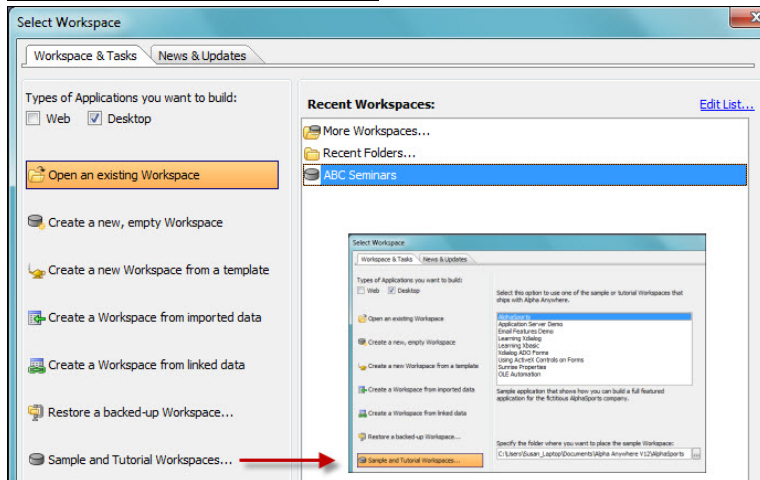 Select Workspace
Workspace & Tasks
News & Updates
Types of Applications you want to build:
Web
Desktop
Open an existing Workspace
Create a new, empty Workspace
Create a new Workspace from a template
Create a Workspace from imported data
Create a Workspace from linked data
Restore a backed-up Workspace...
Sample and Tutorial Workspaces...
Recent Workspaces:
Edit List...
More Workspaces...
Recent Folders...
ABC Seminars
Select Workspace
Workspace & Tasks
News & Updates
Types of Applications you want to build:
Web
Desktop
Open an existing Workspace
Create a new, empty Workspace
Create a new Workspace from a template
Create a Workspace from imported data
Create a Workspace from linked data
Restore a backed-up Workspace...
Sample and Tutorial Workspaces...
Select this option to use one of the sample or tutorial Workspaces that
ships with Alpha Anywhere.
AlphaSports
Application Server Demo
Email Features Demo
Learning Xdialog
Learning Xbasic
Xdialog ADO Forms
Using ActiveX Controls on Forms
Sunrise Properties
OLE Automation
Sample application that shows how you can build a full featured
application for the fictitious AlphaSports company.
Specify the folder where you want to place the sample Workspace:
C:\Users\Susan_Laptop\Documents\Alpha Anywhere V12\AlphaSports
...